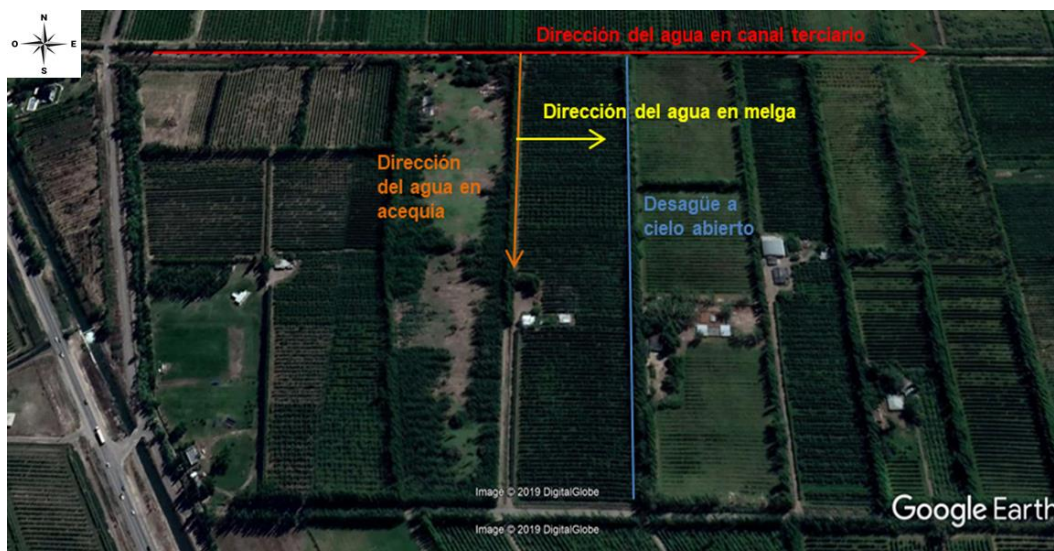 N
O E
S
Dirección del agua en canal terciario
Dirección del agua en melga
Dirección
del agua en
acequia
Desagüe a
cielo abierto
Image © 2019 DigitalGlobe
Image © 2019 DigitalGlobe
Google Earth